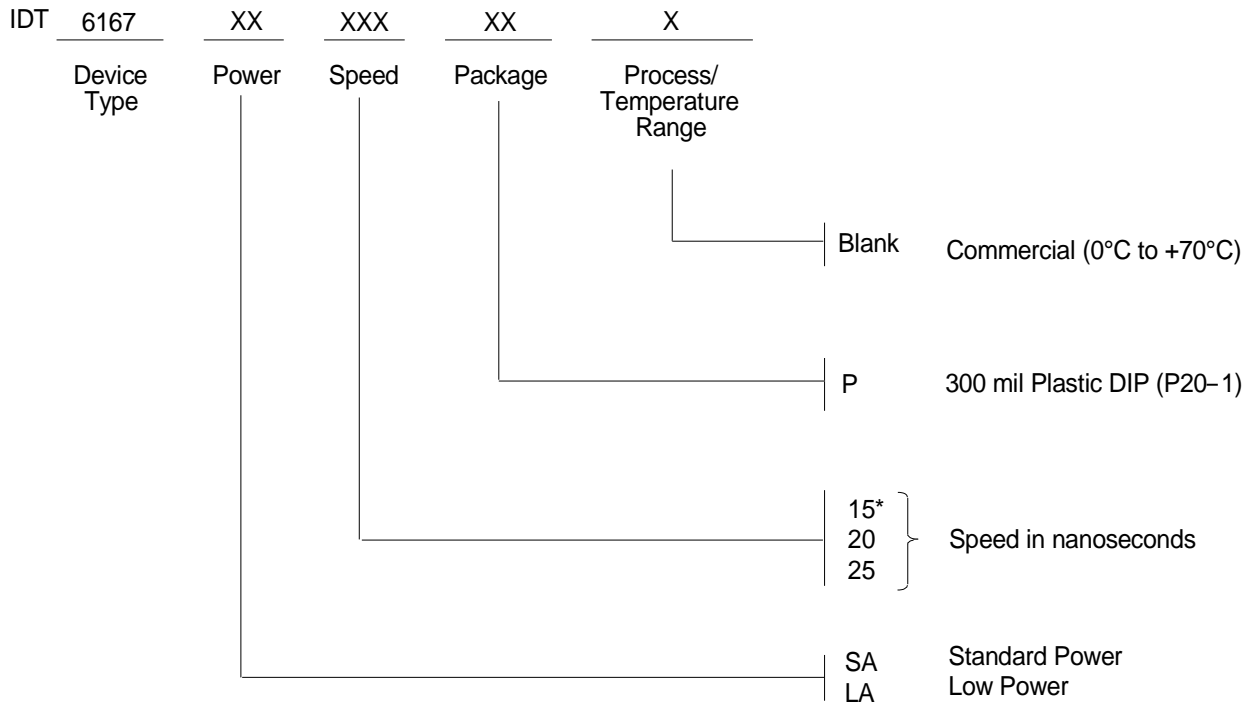 IDT 6167 XX XXX XX X
Device Type
Power
Speed
Package
Process/
Temperature
Range
Blank Commercial (0°C to +70°C)
P 300 mil Plastic DIP (P20–1)
15*
20
25
Speed in nanoseconds
SA Standard Power
LA Low Power